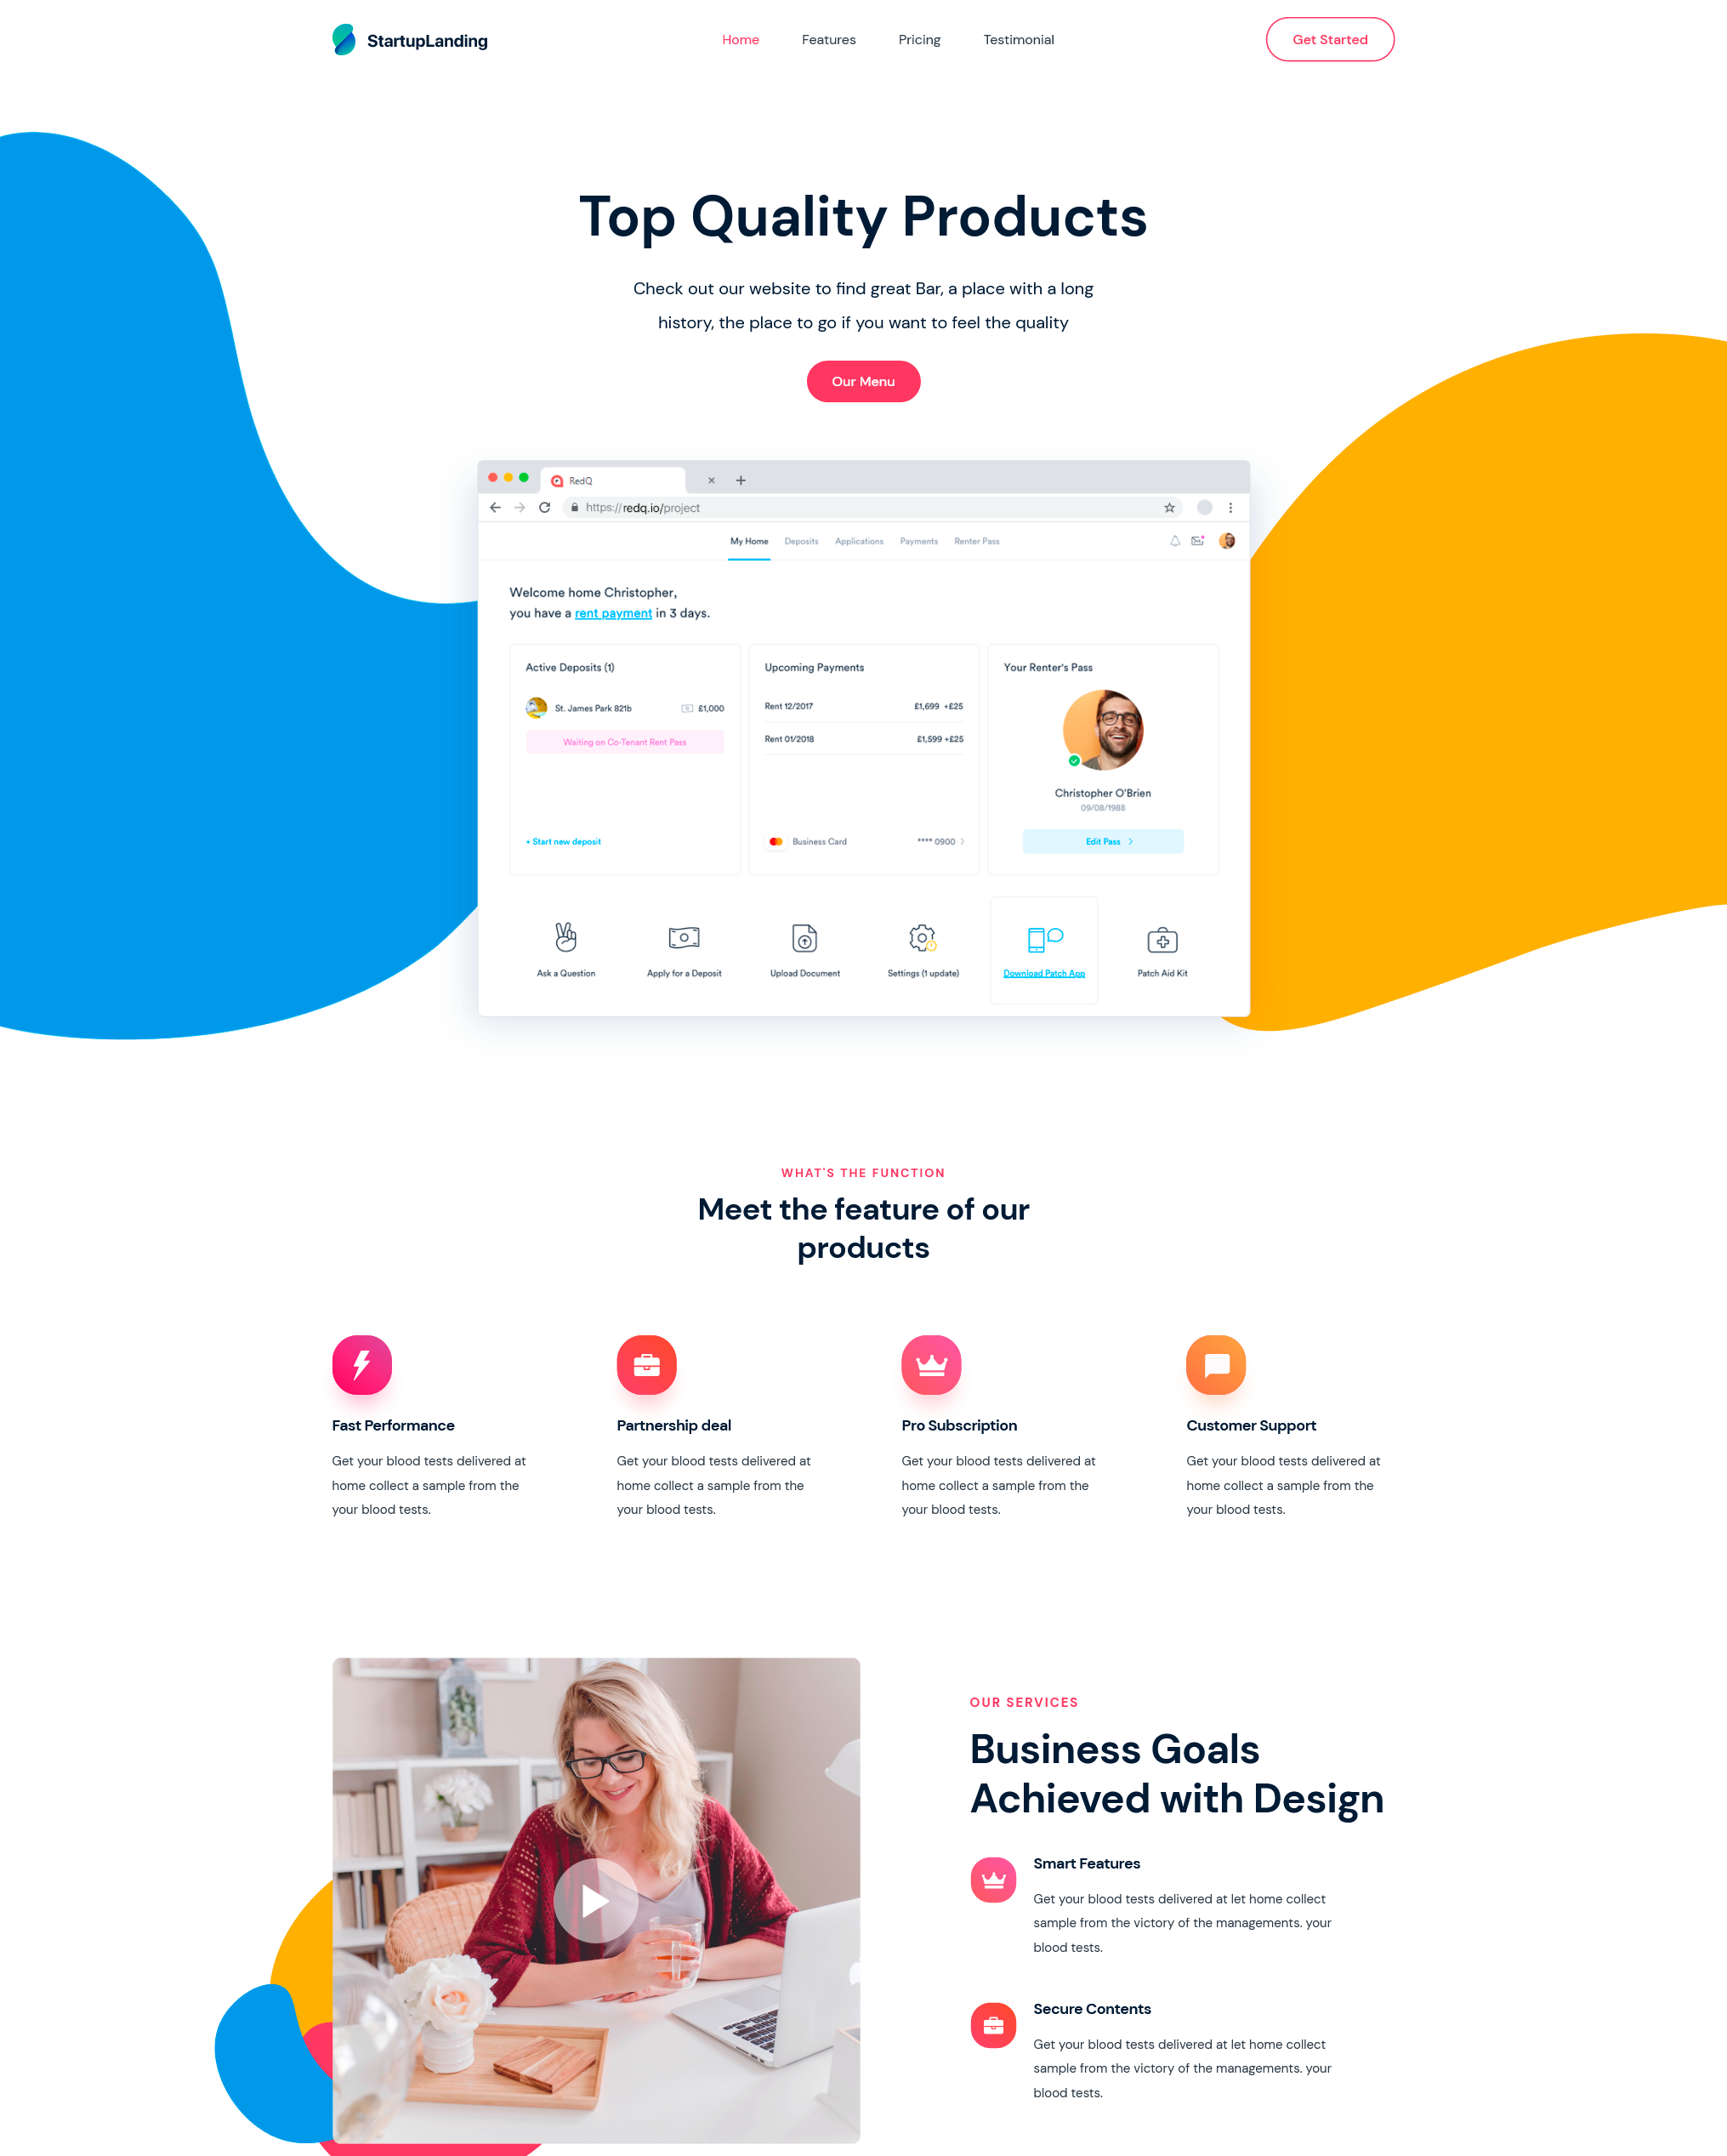 StartupLanding
Home
Features
Pricing
Testimonial
Get Started
Top Quality Products
Check out our website to find great Bar, a place with a long
history, the place to go if you want to feel the quality
Our Menu
RedQ
https://redq.io/project
My Home
Deposits
Applications
Payments
Renter Pass
Welcome home Christopher,
you have a rent payment in 3 days.
Active Deposits (1)
St. James Park 821b
£1,000
Waiting on Co-Tenant Rent Pass
+ Start new deposit
Upcoming Payments
Rent 12/2017
£1,699 +£25
Rent 01/2018
£1,599 +£25
Business Card
**** 0900
Your Renter's Pass
Christopher O'Brien
09/08/1988
Edit Pass
Ask a Question
Apply for a Deposit
Upload Document
Settings (1 update)
Download Patch App
Patch Aid Kit
WHAT'S THE FUNCTION
Meet the feature of our
products
Fast Performance
Get your blood tests delivered at
home collect a sample from the
your blood tests.
Partnership deal
Get your blood tests delivered at
home collect a sample from the
your blood tests.
Pro Subscription
Get your blood tests delivered at
home collect a sample from the
your blood tests.
Customer Support
Get your blood tests delivered at
home collect a sample from the
your blood tests.
OUR SERVICES
Business Goals
Achieved with Design
Smart Features
Get your blood tests delivered at let home collect
sample from the victory of the managements. your
blood tests.
Secure Contents
Get your blood tests delivered at let home collect
sample from the victory of the managements. your
blood tests.